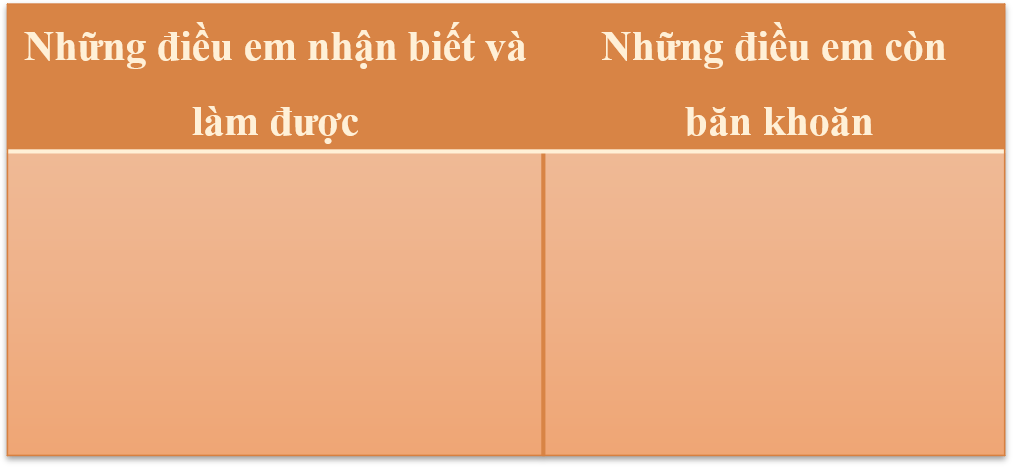 Những điều em nhận biết và
làm được
Những điều em còn
băn khoăn